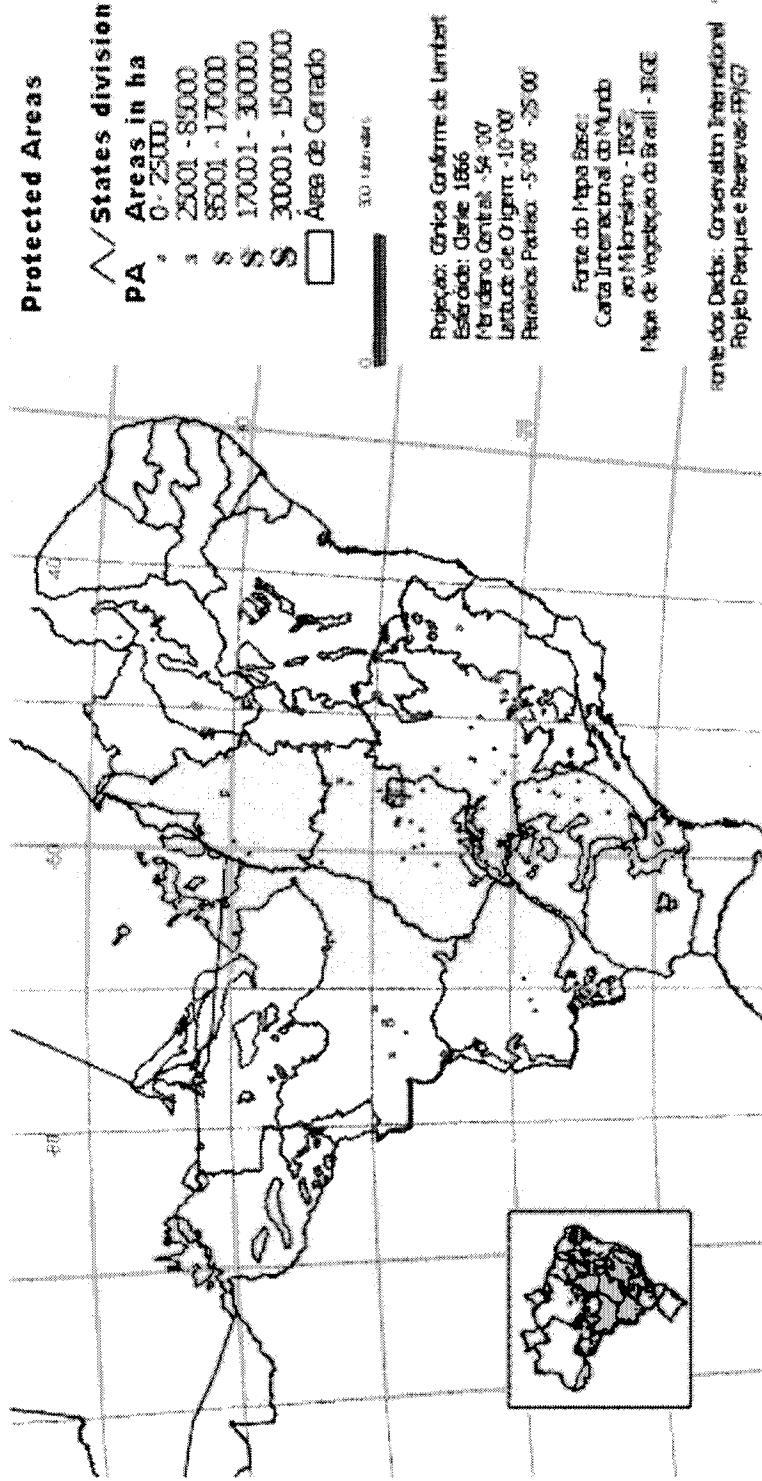 Protected Areas
States division
PA Areas in ha
0 - 25000
25001 - 85000
85001 - 170000
$ 170001 - 300000
$ 300001 - 1500000
Área de Cerrado
0 300
Projeção: Cônica Conforme de Lambert
Esferóide: Clarke 1866
Meridiano Central: -54°00'
Latitude de Origem: -10°00'
Paralelos Padrão: -5°00' -25°00'
Fonte do Mapa Base:
Carta Internacional do Mundo
ao Milionésimo - IBGE
Mapa de Vegetação do Brasil - IBGE
Fonte dos Dados: Conservation International
Projeto Parques e Reservas-PP/G7